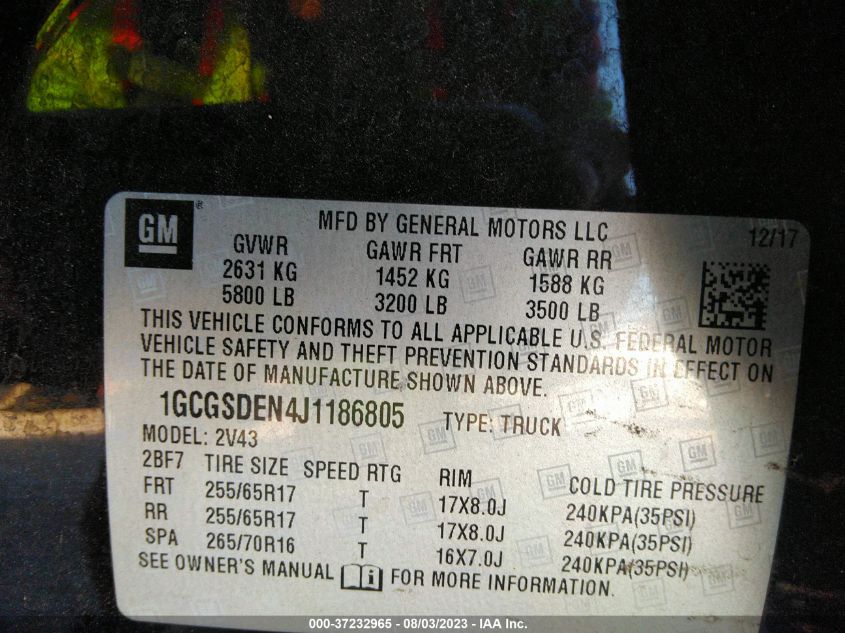 GM ®
MFD BY GENERAL MOTORS LLC
12/17
GVWR GAWR FRT GAWR RR
2631 KG 1452 KG 1588 KG
5800 LB 3200 LB 3500 LB
THIS VEHICLE CONFORMS TO ALL APPLICABLE U.S. FEDERAL MOTOR
VEHICLE SAFETY AND THEFT PREVENTION STANDARDS IN EFFECT ON
THE DATE OF MANUFACTURE SHOWN ABOVE.
1GCGSDEN4J1186805 TYPE: TRUCK
MODEL: 2V43
2BF7 TIRE SIZE SPEED RTG RIM COLD TIRE PRESSURE
FRT 255/65R17 T 17X8.0J 240KPA(35PSI)
RR 255/65R17 T 17X8.0J 240KPA(35PSI)
SPA 265/70R16 T 16X7.0J 240KPA(35PSI)
SEE OWNER'S MANUAL FOR MORE INFORMATION.
000-37232965 - 08/03/2023 - IAA Inc.